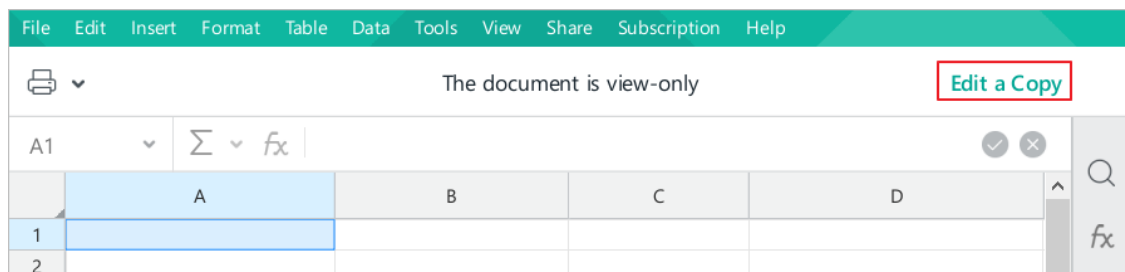 File Edit Insert Format Table Data Tools View Share Subscription Help
The document is view-only Edit a Copy
A1 Σ fx
A B C D
1 fx
2